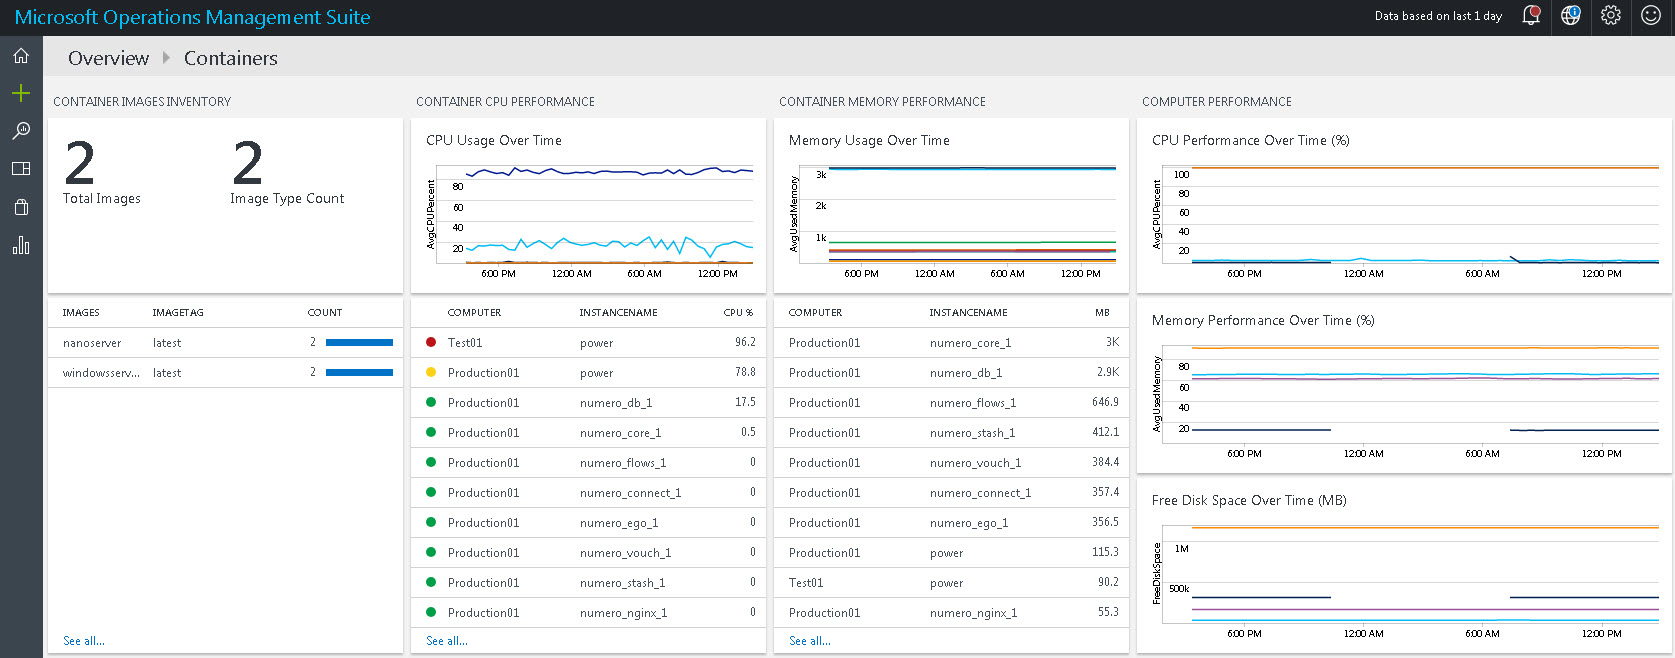 Microsoft Operations Management Suite
Data based on last 1 day
Overview Containers
CONTAINER IMAGES INVENTORY
2 2
Total Images Image Type Count
IMAGES IMAGETAG COUNT
nanoserver latest 2
windowsserv... latest 2
See all...
CONTAINER CPU PERFORMANCE
CPU Usage Over Time
AvgCPUPercent
80
60
40
20
6:00 PM 12:00 AM 6:00 AM 12:00 PM
COMPUTER INSTANCENAME CPU %
Test01 power 96.2
Production01 power 78.8
Production01 numero_db_1 17.5
Production01 numero_core_1 0.5
Production01 numero_flows_1 0
Production01 numero_connect_1 0
Production01 numero_ego_1 0
Production01 numero_vouch_1 0
Production01 numero_stash_1 0
Production01 numero_nginx_1 0
See all...
CONTAINER MEMORY PERFORMANCE
Memory Usage Over Time
AvgUsedMemory
3k
2k
1k
6:00 PM 12:00 AM 6:00 AM 12:00 PM
COMPUTER INSTANCENAME MB
Production01 numero_core_1 3K
Production01 numero_db_1 2.9K
Production01 numero_flows_1 646.9
Production01 numero_stash_1 412.1
Production01 numero_vouch_1 384.4
Production01 numero_connect_1 357.4
Production01 numero_ego_1 356.5
Production01 power 115.3
Test01 power 90.2
Production01 numero_nginx_1 55.3
See all...
COMPUTER PERFORMANCE
CPU Performance Over Time (%)
AvgCPUPercent
100
80
60
40
20
6:00 PM 12:00 AM 6:00 AM 12:00 PM
Memory Performance Over Time (%)
AvgUsedMemory
80
60
40
20
6:00 PM 12:00 AM 6:00 AM 12:00 PM
Free Disk Space Over Time (MB)
FreeDiskSpace
1M
500k
6:00 PM 12:00 AM 6:00 AM 12:00 PM